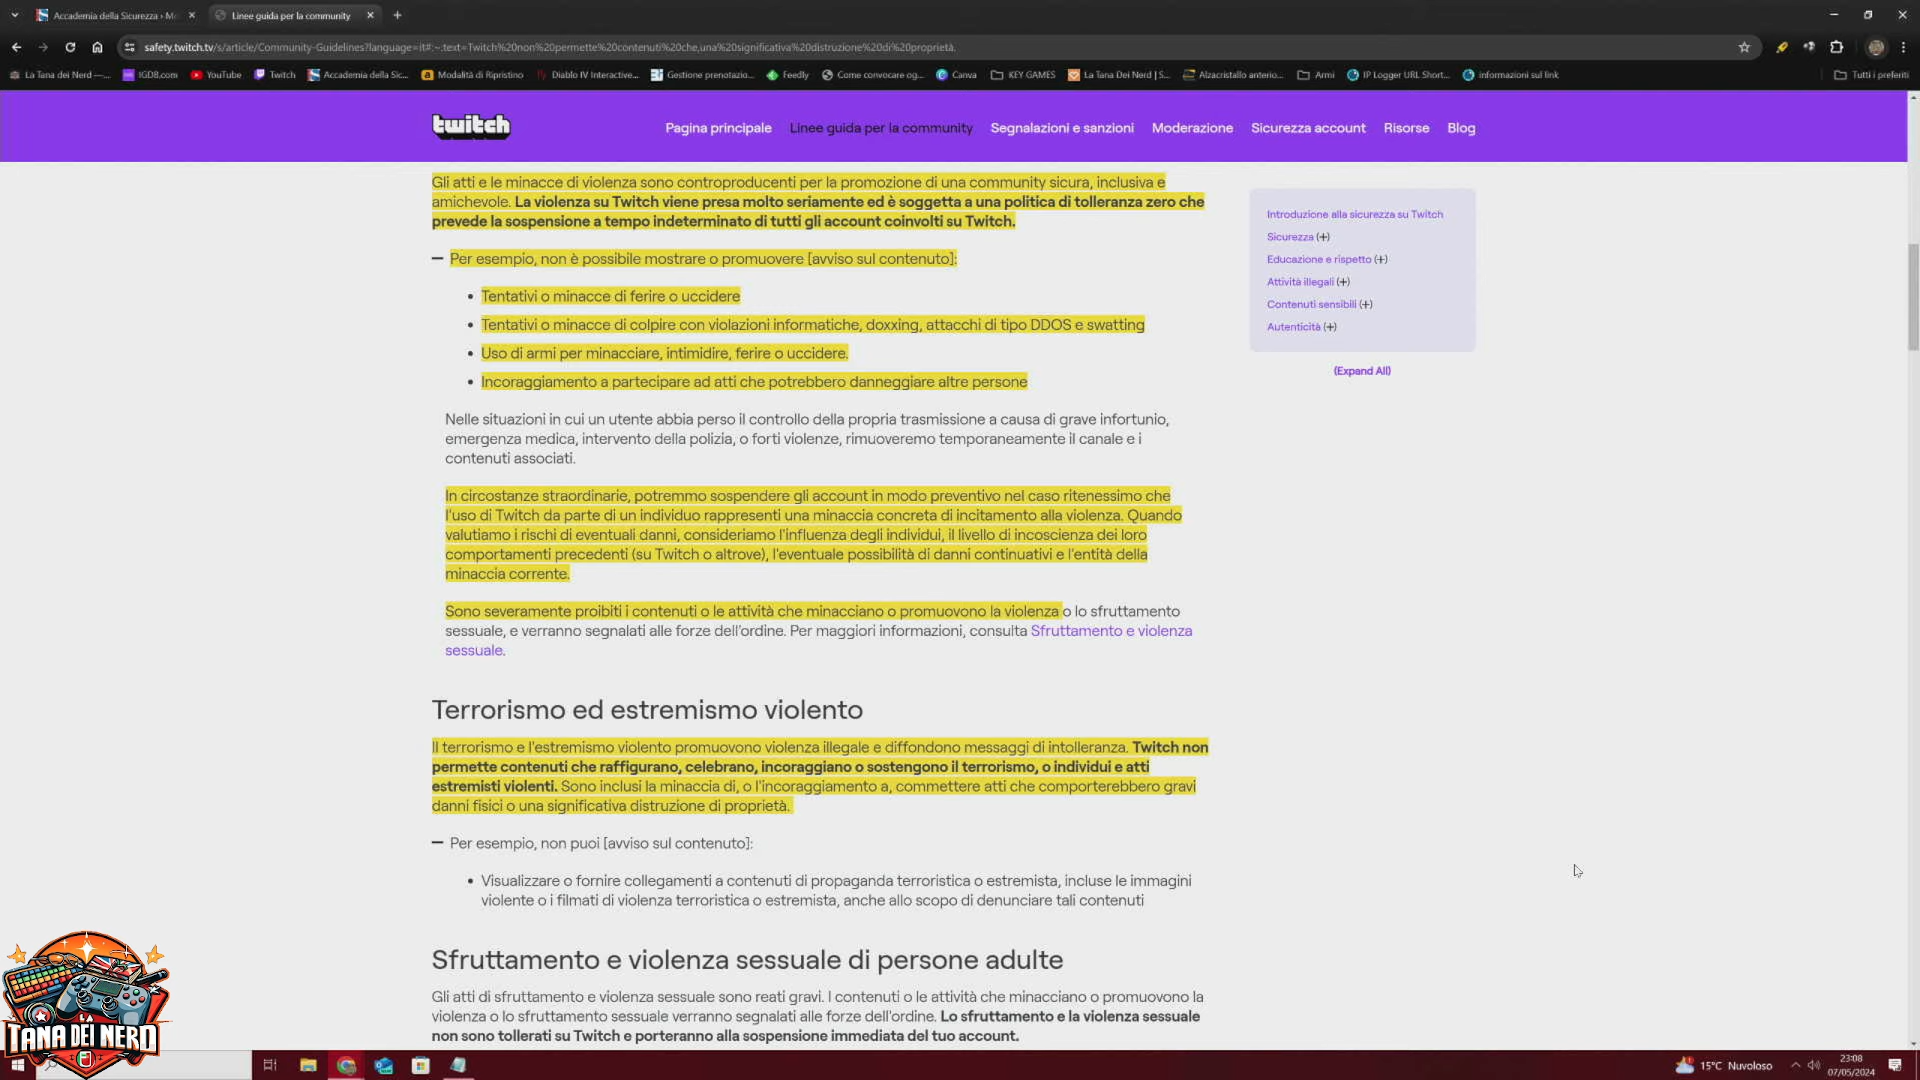 Accademia della Sicurezza › Mo
Linee guida per la community
safety.twitch.tv/s/article/Community-Guidelines?language=it#:~:text=Twitch%20non%20permette%20contenuti%20che,una%20significativa%20distruzione%20di%20proprietà.
La Tana dei Nerd —... IGDB.com YouTube Twitch Accademia della Sic... Modalità di Ripristino Diablo IV Interactive... Gestione prenotazio... Feedly Come convocare og... Canva KEY GAMES La Tana Dei Nerd | S... Alzacristallo anterio... Armi IP Logger URL Short... informazioni sul link Tutti i preferiti
twitch
Pagina principale Linee guida per la community Segnalazioni e sanzioni Moderazione Sicurezza account Risorse Blog
Gli atti e le minacce di violenza sono controproducenti per la promozione di una community sicura, inclusiva e
amichevole. La violenza su Twitch viene presa molto seriamente ed è soggetta a una politica di tolleranza zero che
prevede la sospensione a tempo indeterminato di tutti gli account coinvolti su Twitch.
Per esempio, non è possibile mostrare o promuovere [avviso sul contenuto]:
Tentativi o minacce di ferire o uccidere
Tentativi o minacce di colpire con violazioni informatiche, doxxing, attacchi di tipo DDOS e swatting
Uso di armi per minacciare, intimidire, ferire o uccidere.
Incoraggiamento a partecipare ad atti che potrebbero danneggiare altre persone
Nelle situazioni in cui un utente abbia perso il controllo della propria trasmissione a causa di grave infortunio,
emergenza medica, intervento della polizia, o forti violenze, rimuoveremo temporaneamente il canale e i
contenuti associati.
In circostanze straordinarie, potremmo sospendere gli account in modo preventivo nel caso ritenessimo che
l'uso di Twitch da parte di un individuo rappresenti una minaccia concreta di incitamento alla violenza. Quando
valutiamo i rischi di eventuali danni, consideriamo l'influenza degli individui, il livello di incoscienza dei loro
comportamenti precedenti (su Twitch o altrove), l'eventuale possibilità di danni continuativi e l'entità della
minaccia corrente.
Sono severamente proibiti i contenuti o le attività che minacciano o promuovono la violenza o lo sfruttamento
sessuale, e verranno segnalati alle forze dell'ordine. Per maggiori informazioni, consulta Sfruttamento e violenza
sessuale.
Terrorismo ed estremismo violento
Il terrorismo e l'estremismo violento promuovono violenza illegale e diffondono messaggi di intolleranza. Twitch non
permette contenuti che raffigurano, celebrano, incoraggiano o sostengono il terrorismo, o individui e atti
estremisti violenti. Sono inclusi la minaccia di, o l'incoraggiamento a, commettere atti che comporterebbero gravi
danni fisici o una significativa distruzione di proprietà.
Per esempio, non puoi [avviso sul contenuto]:
Visualizzare o fornire collegamenti a contenuti di propaganda terroristica o estremista, incluse le immagini
violente o i filmati di violenza terroristica o estremista, anche allo scopo di denunciare tali contenuti
Sfruttamento e violenza sessuale di persone adulte
Gli atti di sfruttamento e violenza sessuale sono reati gravi. I contenuti o le attività che minacciano o promuovono la
violenza o lo sfruttamento sessuale verranno segnalati alle forze dell'ordine. Lo sfruttamento e la violenza sessuale
non sono tollerati su Twitch e porteranno alla sospensione immediata del tuo account.
Introduzione alla sicurezza su Twitch
Sicurezza (+)
Educazione e rispetto (+)
Attività illegali (+)
Contenuti sensibili (+)
Autenticità (+)
(Expand All)
LA
TANA DEI NERD
15°C Nuvoloso
23:08
07/05/2024